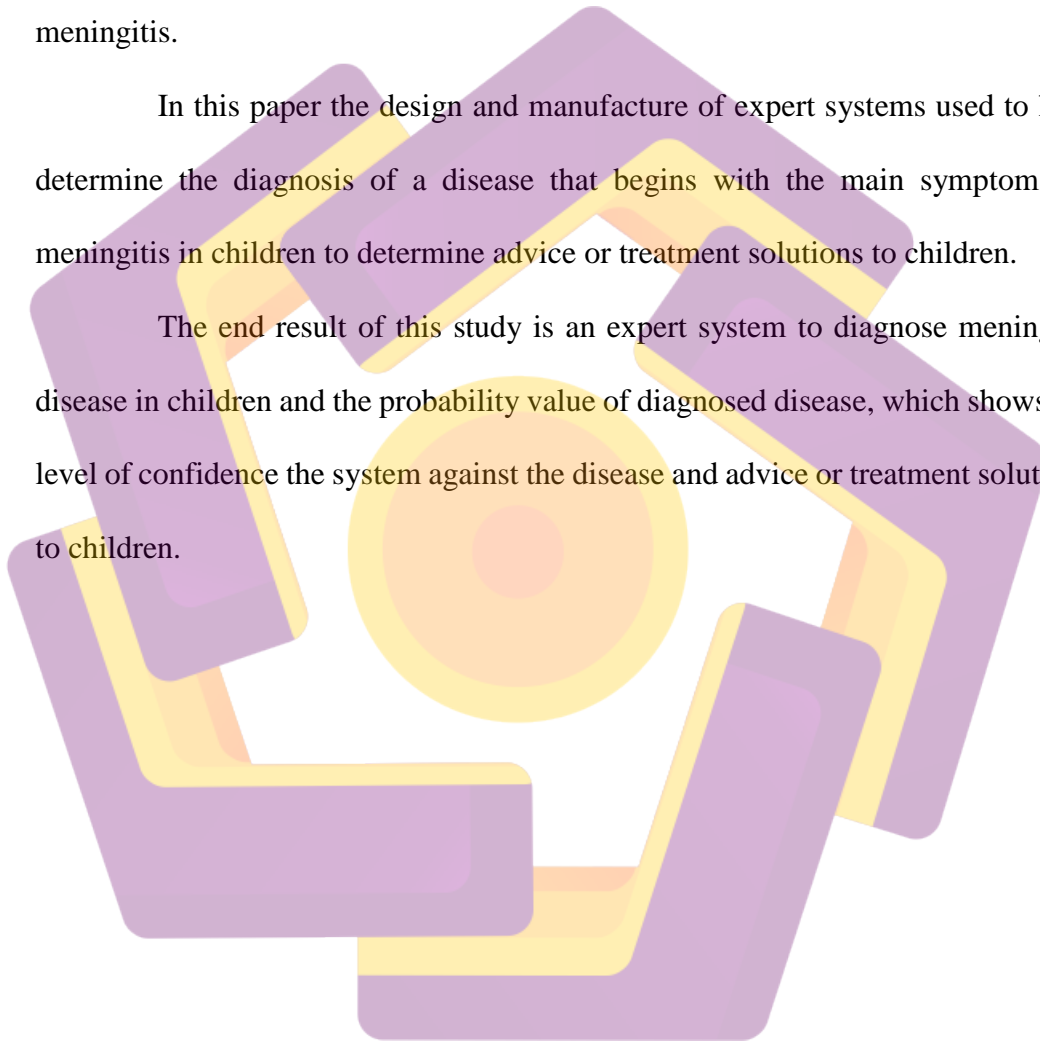 meningitis.
In this paper the design and manufacture of expert systems used to
determine the diagnosis of a disease that begins with the main symptom
meningitis in children to determine advice or treatment solutions to children.
The end result of this study is an expert system to diagnose mening
disease in children and the probability value of diagnosed disease, which shows
level of confidence the system against the disease and advice or treatment solut
to children.